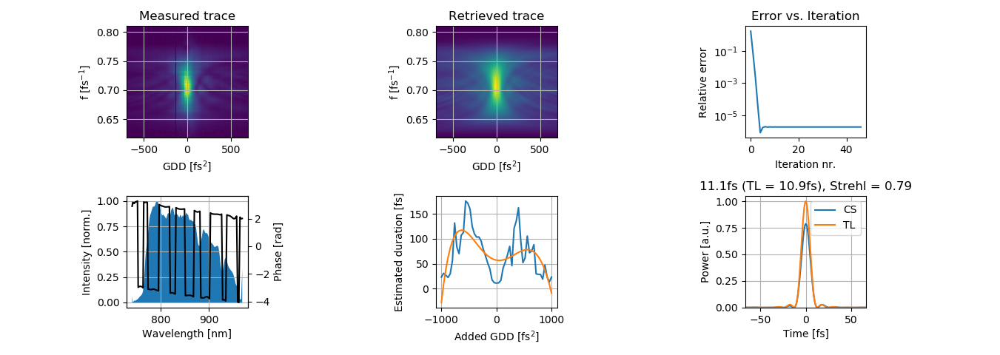 Measured trace
0.80
0.75
0.70
0.65
f [fs⁻¹]
−500 0 500
GDD [fs²]
Retrieved trace
0.80
0.75
0.70
0.65
f [fs⁻¹]
−500 0 500
GDD [fs²]
Error vs. Iteration
10⁻¹
10⁻³
10⁻⁵
Relative error
0 20 40
Iteration nr.
1.00
0.75
0.50
0.25
0.00
Intensity [norm.]
2
0
−2
−4
Phase [rad]
800 900
Wavelength [nm]
150
100
50
0
Estimated duration [fs]
−1000 0 1000
Added GDD [fs²]
11.1fs (TL = 10.9fs), Strehl = 0.79
1.00
0.75
0.50
0.25
0.00
Power [a.u.]
CS
TL
−50 0 50
Time [fs]